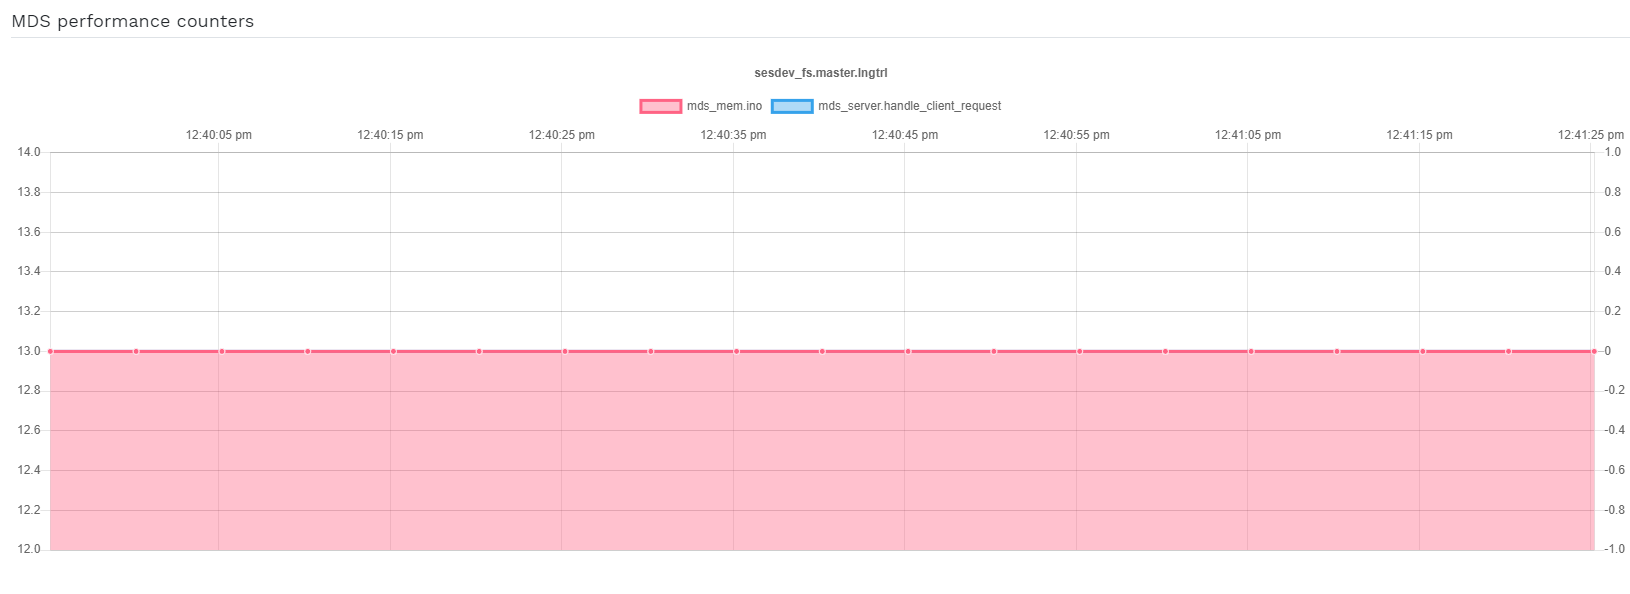 MDS performance counters
sesdev_fs.master.lngtrl
mds_mem.ino mds_server.handle_client_request
12:40:05 pm 12:40:15 pm 12:40:25 pm 12:40:35 pm 12:40:45 pm 12:40:55 pm 12:41:05 pm 12:41:15 pm 12:41:25 pm
14.0 1.0
13.8 0.8
13.6 0.6
13.4 0.4
13.2 0.2
13.0 0
12.8 -0.2
12.6 -0.4
12.4 -0.6
12.2 -0.8
12.0 -1.0